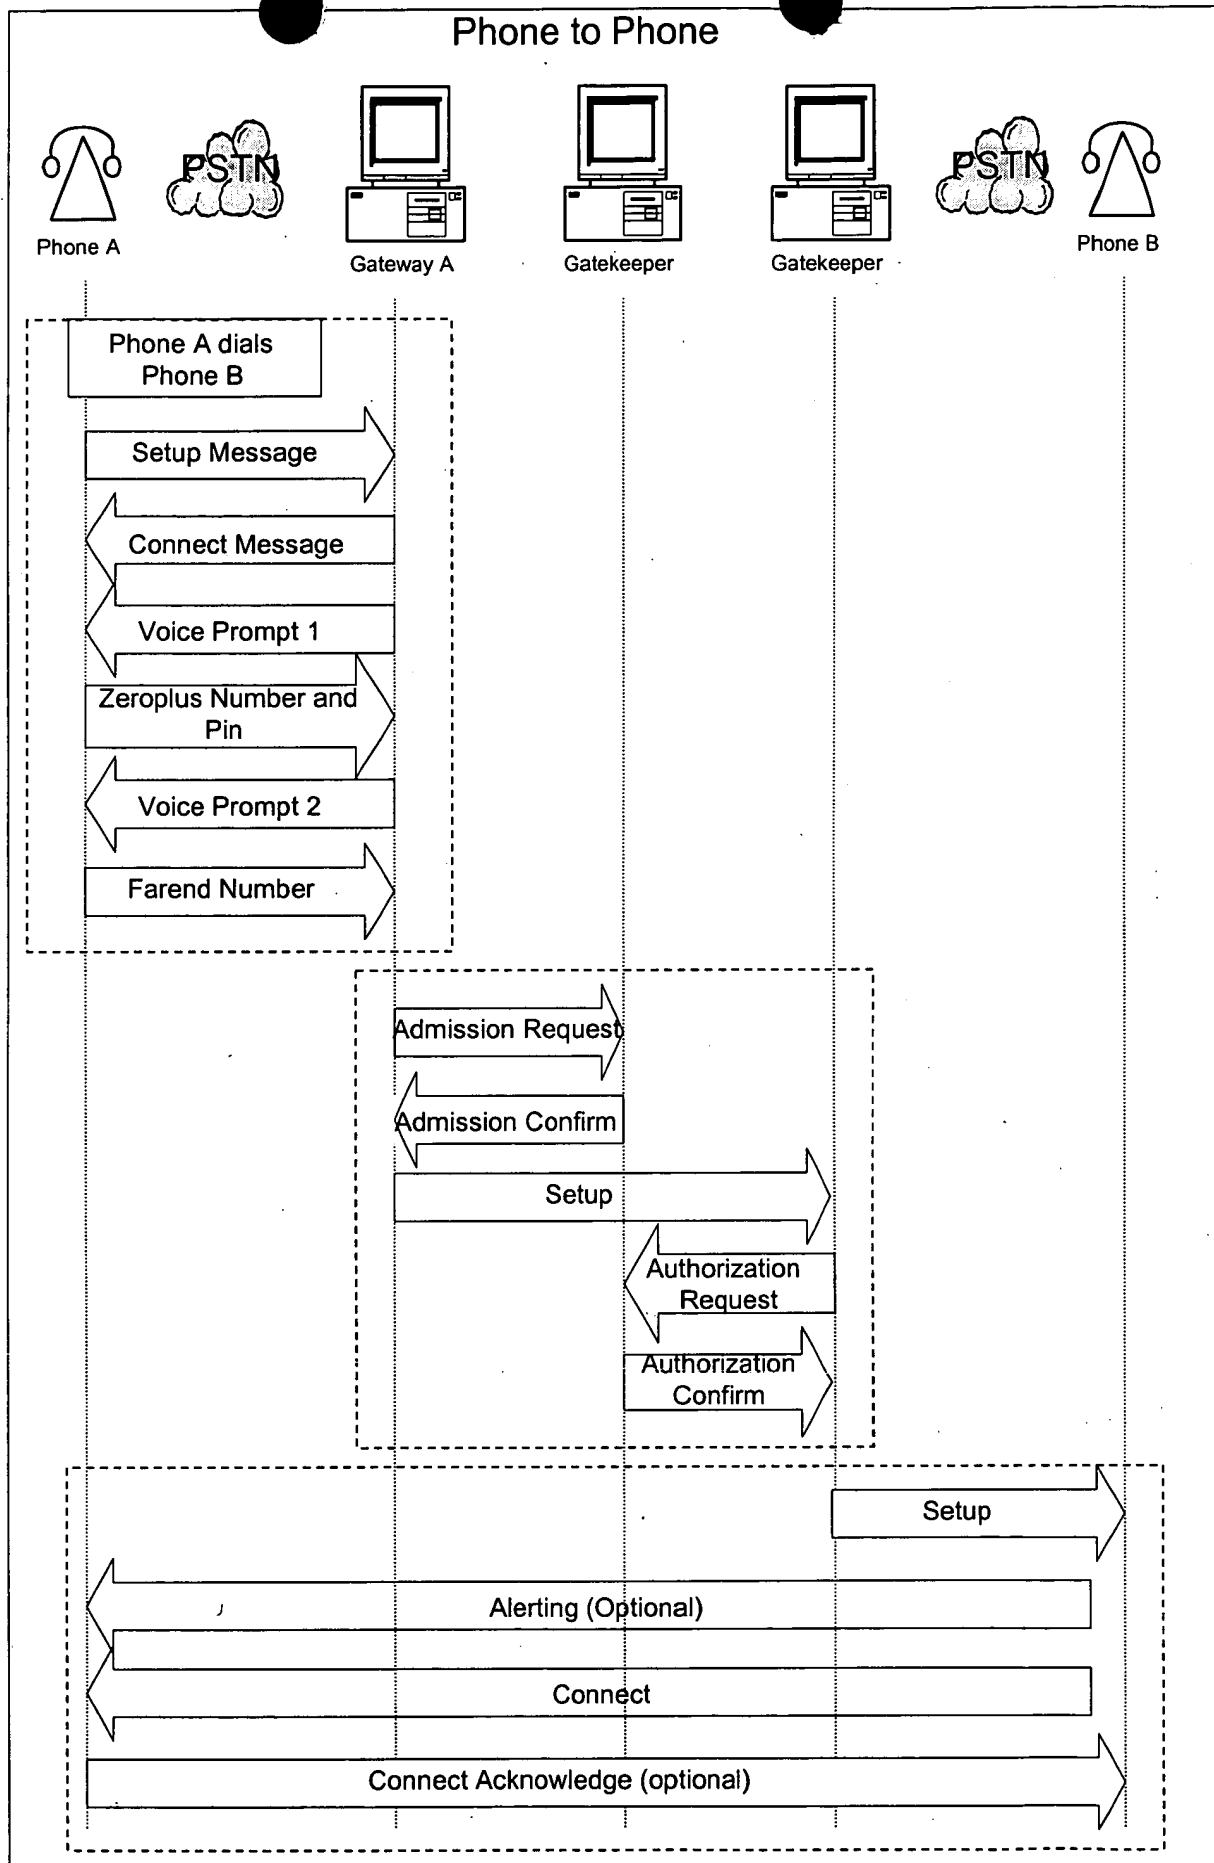 Phone to Phone
PSTN
PSTN
Phone A
Gateway A
Gatekeeper
Gatekeeper
Phone B
Phone A dials
Phone B
Setup Message
Connect Message
Voice Prompt 1
Zeroplus Number and
Pin
Voice Prompt 2
Farend Number
Admission Request
Admission Confirm
Setup
Authorization
Request
Authorization
Confirm
Setup
Alerting (Optional)
Connect
Connect Acknowledge (optional)